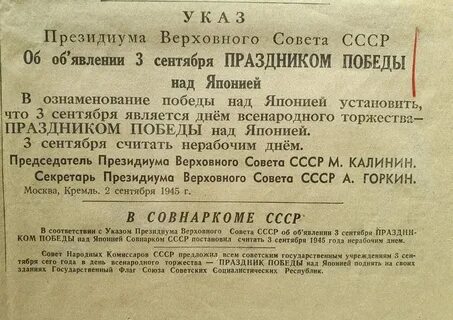 УКАЗ
Президиума Верховного Совета СССР
Об об'явлении 3 сентября ПРАЗДНИКОМ ПОБЕДЫ
над Японией
В ознаменование победы над Японией установить,
что 3 сентября является днём всенародного торжества—
ПРАЗДНИКОМ ПОБЕДЫ над Японией.
3 сентября считать нерабочим днём.
Председатель Президиума Верховного Совета СССР М. КАЛИНИН.
Секретарь Президиума Верховного Совета СССР А. ГОРКИН.
Москва, Кремль. 2 сентября 1945 г.
В СОВНАРКОМЕ СССР
В соответствии с Указом Президиума Верховного Совета СССР об об'явлении 3 сентября ПРАЗДНИ-
КОМ ПОБЕДЫ над Японией Совнарком СССР постановил считать 3 сентября 1945 года нерабочим днем.
Совет Народных Комиссаров СССР предложил всем советским государственным учреждениям 3 сен-
тября сего года в день всенародного торжества — ПРАЗДНИК ПОБЕДЫ над Японией поднять на своих
зданиях Государственный Флаг Союза Советских Социалистических Республик.